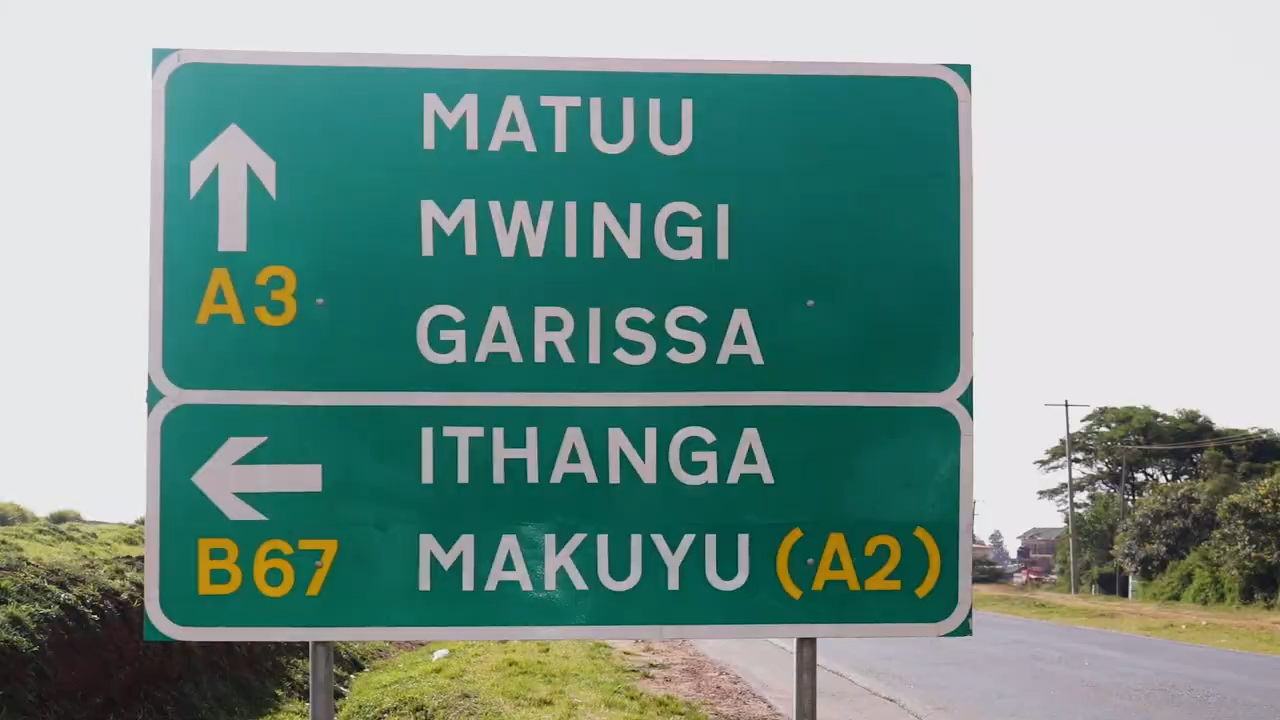 MATUU
MWINGI
A3
GARISSA
ITHANGA
B67 MAKUYU (A2)